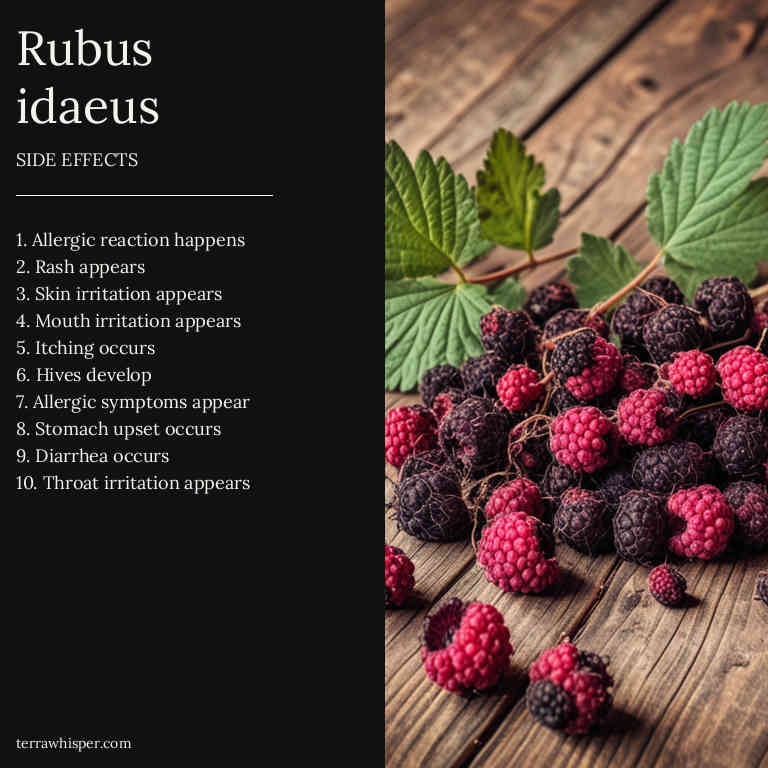 Rubus
idaeus
SIDE EFFECTS
1. Allergic reaction happens
2. Rash appears
3. Skin irritation appears
4. Mouth irritation appears
5. Itching occurs
6. Hives develop
7. Allergic symptoms appear
8. Stomach upset occurs
9. Diarrhea occurs
10. Throat irritation appears
terrawhisper.com